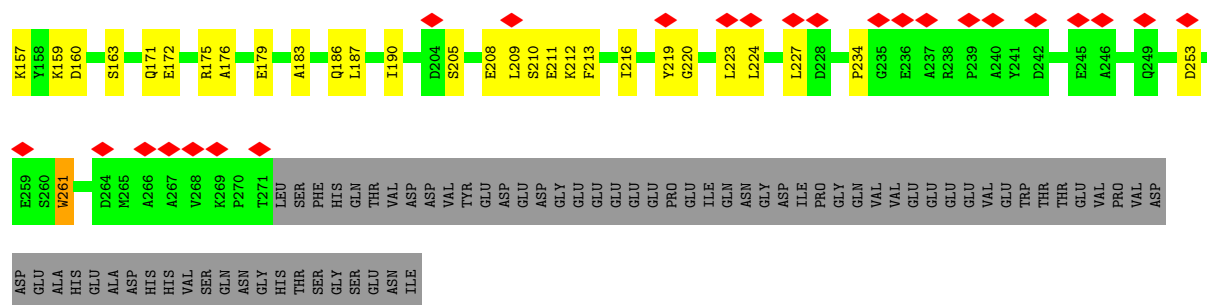 K157 Y158 K159 D160 S163 Q171 E172 R175 A176 E179 A183 Q186 L187 I190 D204 S205 E208 L209 S210 E211 K212 F213 I216 Y219 G220 L223 L224 L227 D228 P234 G235 E236 A237 R238 P239 A240 Y241 D242 E245 A246 Q249 D253
E259 S260 W261 D264 M265 A266 A267 V268 K269 P270 T271 LEU SER PHE HIS GLN THR VAL ASP ASP VAL TYR GLU ASP GLU ASP GLY GLU GLU GLU GLU GLU PRO GLU ILE GLN ASN GLY ASP ILE PRO GLY GLN VAL VAL GLU GLU GLU VAL GLU TRP THR THR GLU VAL PRO VAL ASP
ASP GLU ALA HIS GLU ALA ASP HIS HIS VAL SER GLN ASN GLY HIS THR SER GLY SER GLU ASN ILE